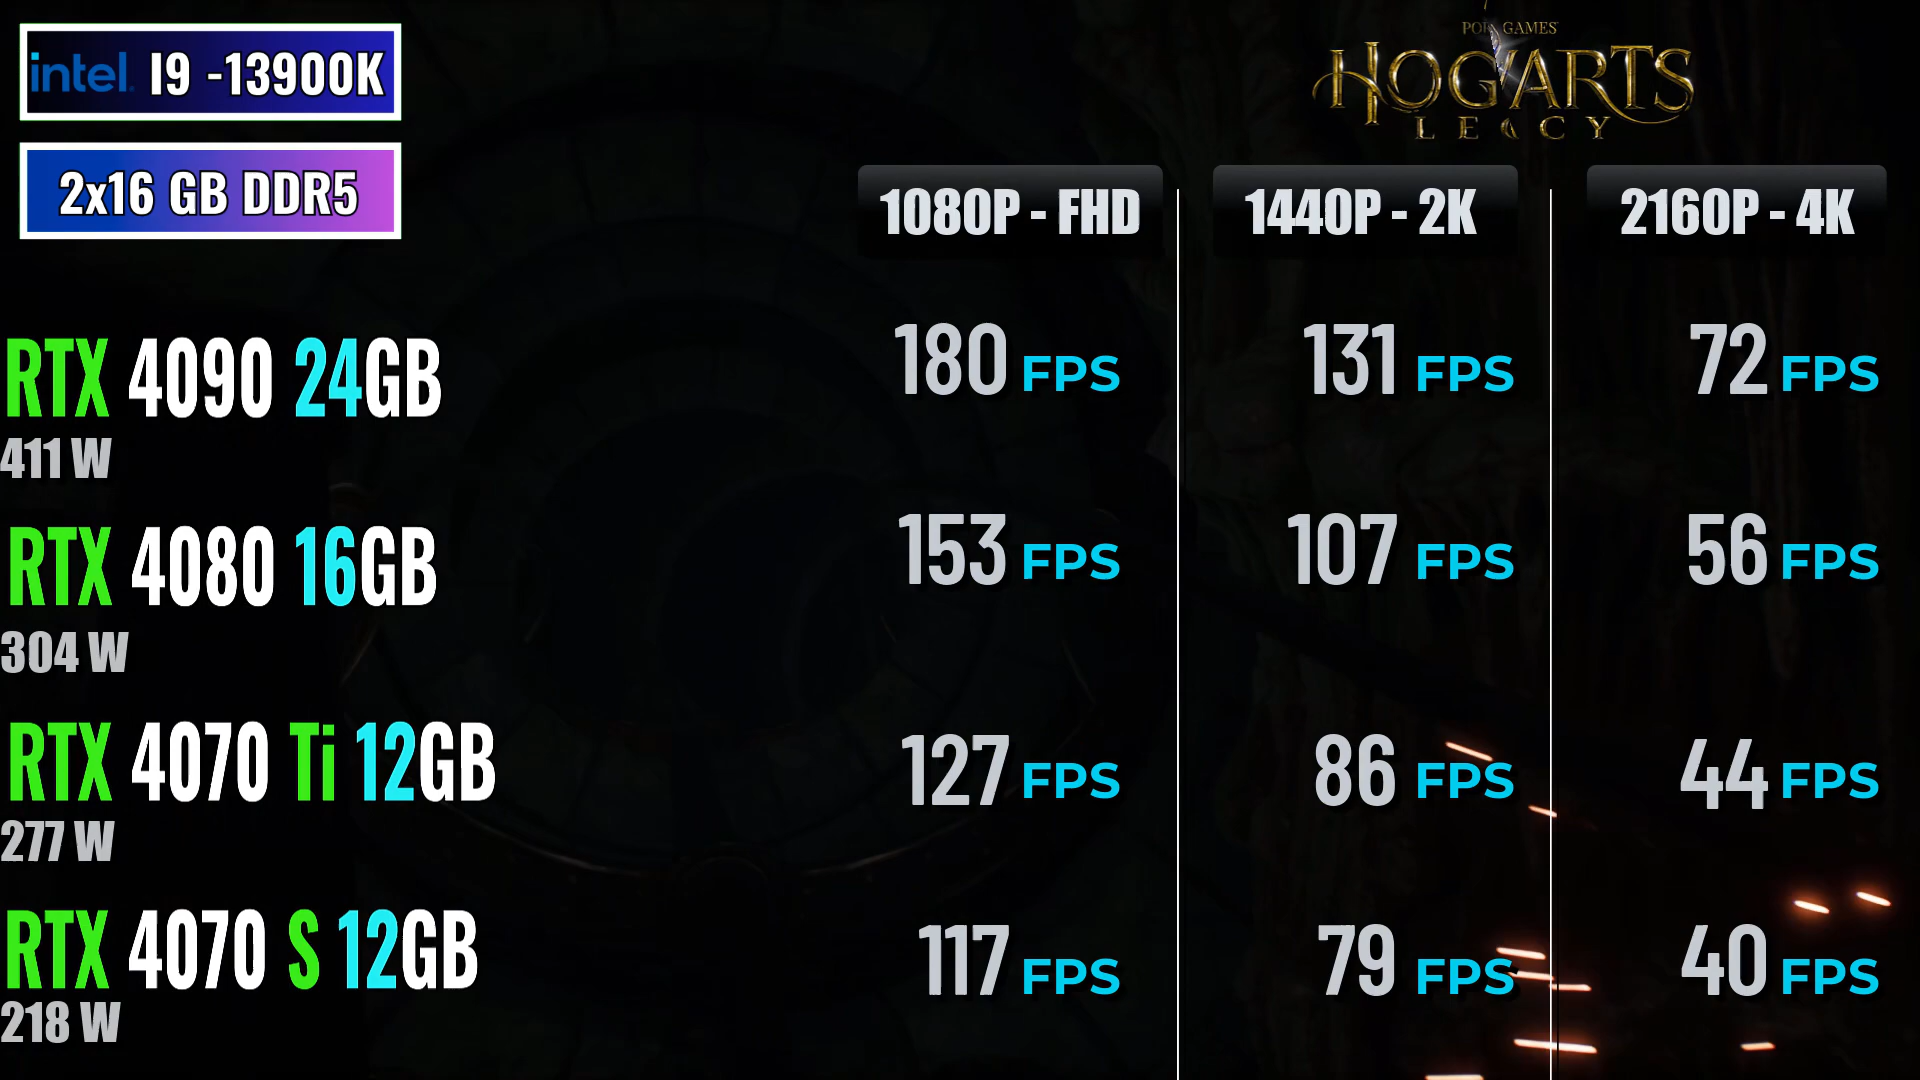 intel. I9 -13900K
2x16 GB DDR5
GAMES
HOGWARTS
1080P - FHD 1440P - 2K 2160P - 4K
RTX 4090 24GB 180 FPS 131 FPS 72 FPS
411 W
RTX 4080 16GB 153 FPS 107 FPS 56 FPS
304 W
RTX 4070 Ti 12GB 127 FPS 86 FPS 44 FPS
277 W
RTX 4070 S 12GB 117 FPS 79 FPS 40 FPS
218 W